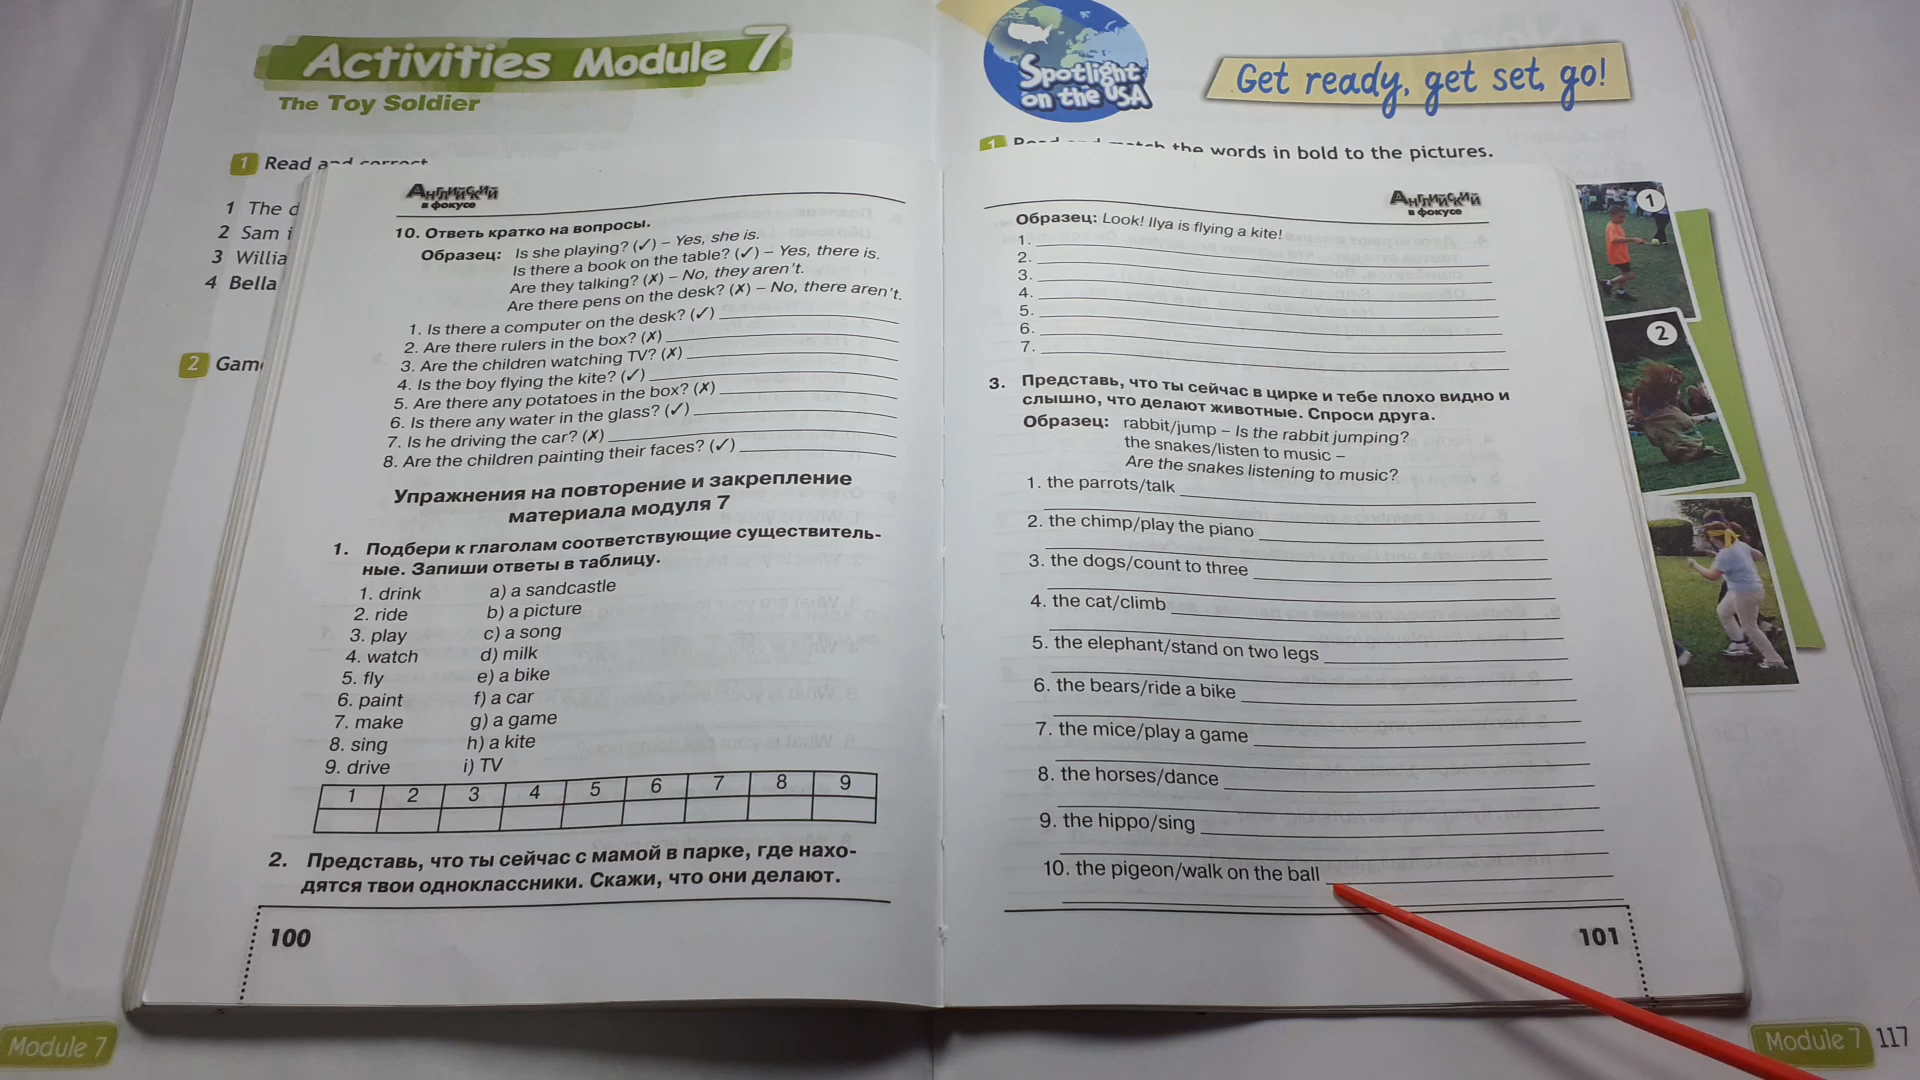 Activities Module 7
The Toy Soldier
1 Read and correct
1 The
2 Sam
3 Willia
4 Bella
2 Gam
Английский
в фокусе
10. Ответь кратко на вопросы.
Образец: Is she playing? (✓) – Yes, she is.
Is there a book on the table? (✓) – Yes, there is.
Are they talking? (✗) – No, they aren't.
Are there pens on the desk? (✗) – No, there aren't.
1. Is there a computer on the desk? (✓)
2. Are there rulers in the box? (✗)
3. Are the children watching TV? (✗)
4. Is the boy flying the kite? (✓)
5. Are there any potatoes in the box? (✗)
6. Is there any water in the glass? (✓)
7. Is he driving the car? (✗)
8. Are the children painting their faces? (✓)
Упражнения на повторение и закрепление
материала модуля 7
1. Подбери к глаголам соответствующие существитель-
ные. Запиши ответы в таблицу.
1. drink a) a sandcastle
2. ride b) a picture
3. play c) a song
4. watch d) milk
5. fly e) a bike
6. paint f) a car
7. make g) a game
8. sing h) a kite
9. drive i) TV
1 2 3 4 5 6 7 8 9
2. Представь, что ты сейчас с мамой в парке, где нахо-
дятся твои одноклассники. Скажи, что они делают.
100
Module 7
Spotlight
on the USA
Get ready, get set, go!
1 Read and match the words in bold to the pictures.
Английский
в фокусе
Образец: Look! Ilya is flying a kite!
1.
2.
3.
4.
5.
6.
7.
3. Представь, что ты сейчас в цирке и тебе плохо видно и
слышно, что делают животные. Спроси друга.
Образец: rabbit/jump – Is the rabbit jumping?
the snakes/listen to music –
Are the snakes listening to music?
1. the parrots/talk
2. the chimp/play the piano
3. the dogs/count to three
4. the cat/climb
5. the elephant/stand on two legs
6. the bears/ride a bike
7. the mice/play a game
8. the horses/dance
9. the hippo/sing
10. the pigeon/walk on the ball
101
1
2
Module 7 117